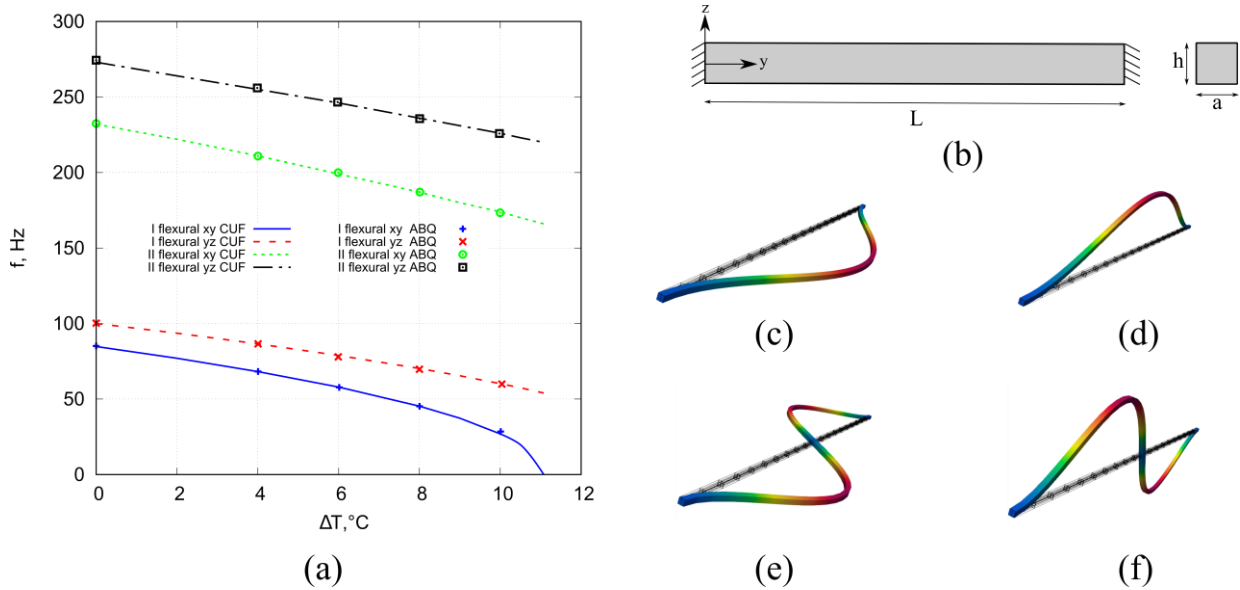 300
250
200
150
100
50
0
f, Hz
I flexural xy CUF
I flexural yz CUF
II flexural xy CUF
II flexural yz CUF
I flexural xy ABQ
I flexural yz ABQ
II flexural xy ABQ
II flexural yz ABQ
0 2 4 6 8 10 12
ΔT,°C
(a)
z
y
L
h
a
(b)
(c)
(d)
(e)
(f)